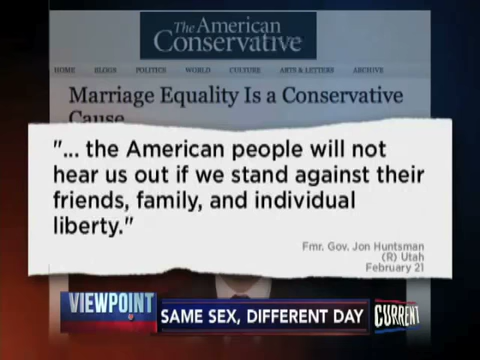 The American
Conservative
HOME BLOGS POLITICS WORLD CULTURE ARTS & LETTERS ARCHIVE
Marriage Equality Is a Conservative
Cause
"... the American people will not
hear us out if we stand against their
friends, family, and individual
liberty."
Fmr. Gov. Jon Huntsman
(R) Utah
February 21
VIEWPOINT
SAME SEX, DIFFERENT DAY
CURRENT